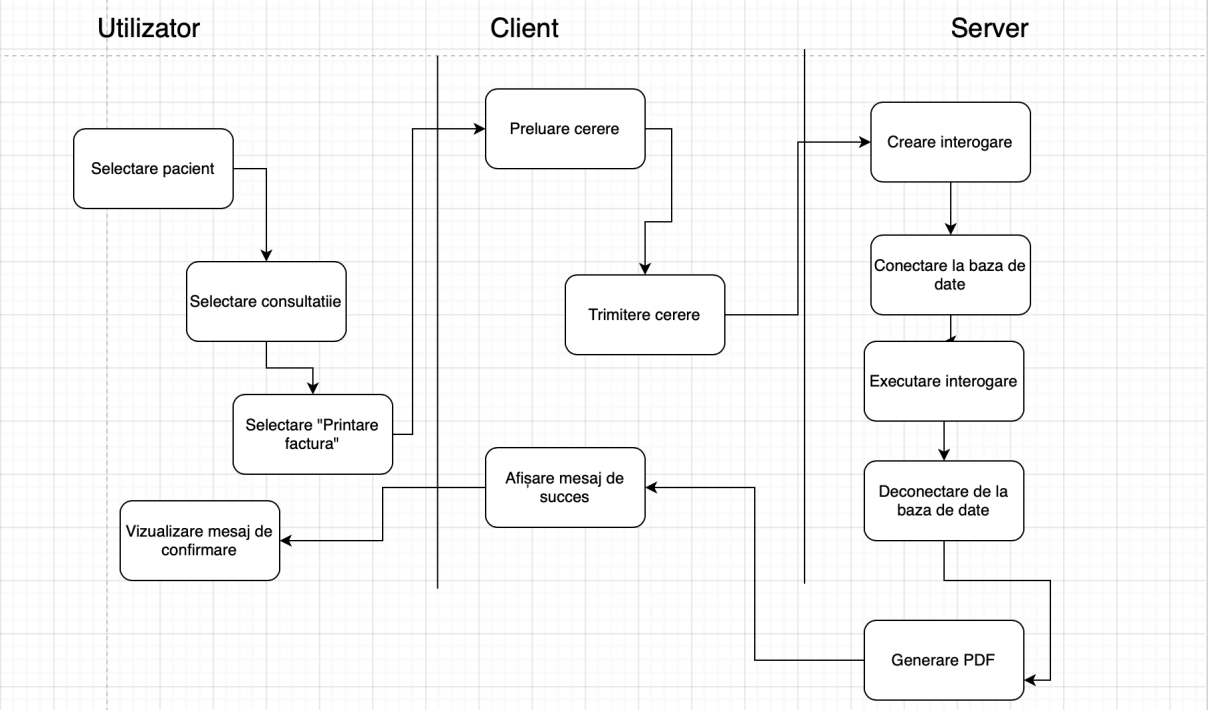 Utilizator
Client
Server
Selectare pacient
Selectare consultatiie
Selectare "Printare
factura"
Vizualizare mesaj de
confirmare
Preluare cerere
Trimitere cerere
Afișare mesaj de
succes
Creare interogare
Conectare la baza de
date
Executare interogare
Deconectare de la
baza de date
Generare PDF